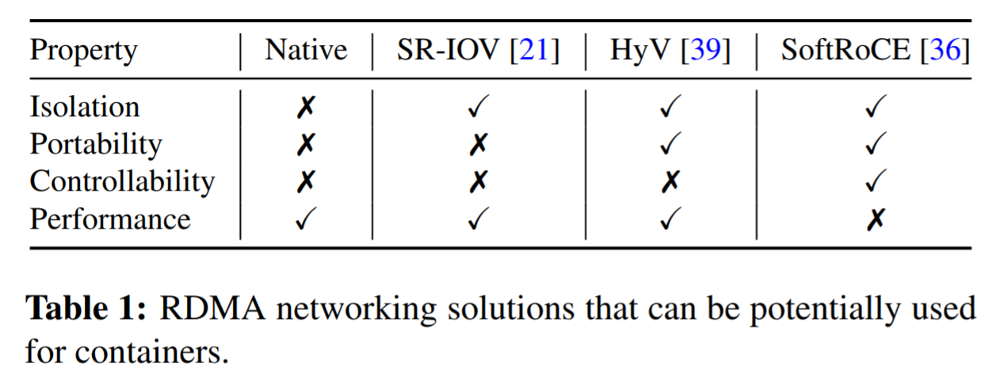 Property | Native | SR-IOV [21] | HyV [39] | SoftRoCE [36]
Isolation | ✗ | ✓ | ✓ | ✓
Portability | ✗ | ✗ | ✓ | ✓
Controllability | ✗ | ✗ | ✗ | ✓
Performance | ✓ | ✓ | ✓ | ✗
Table 1: RDMA networking solutions that can be potentially used
for containers.